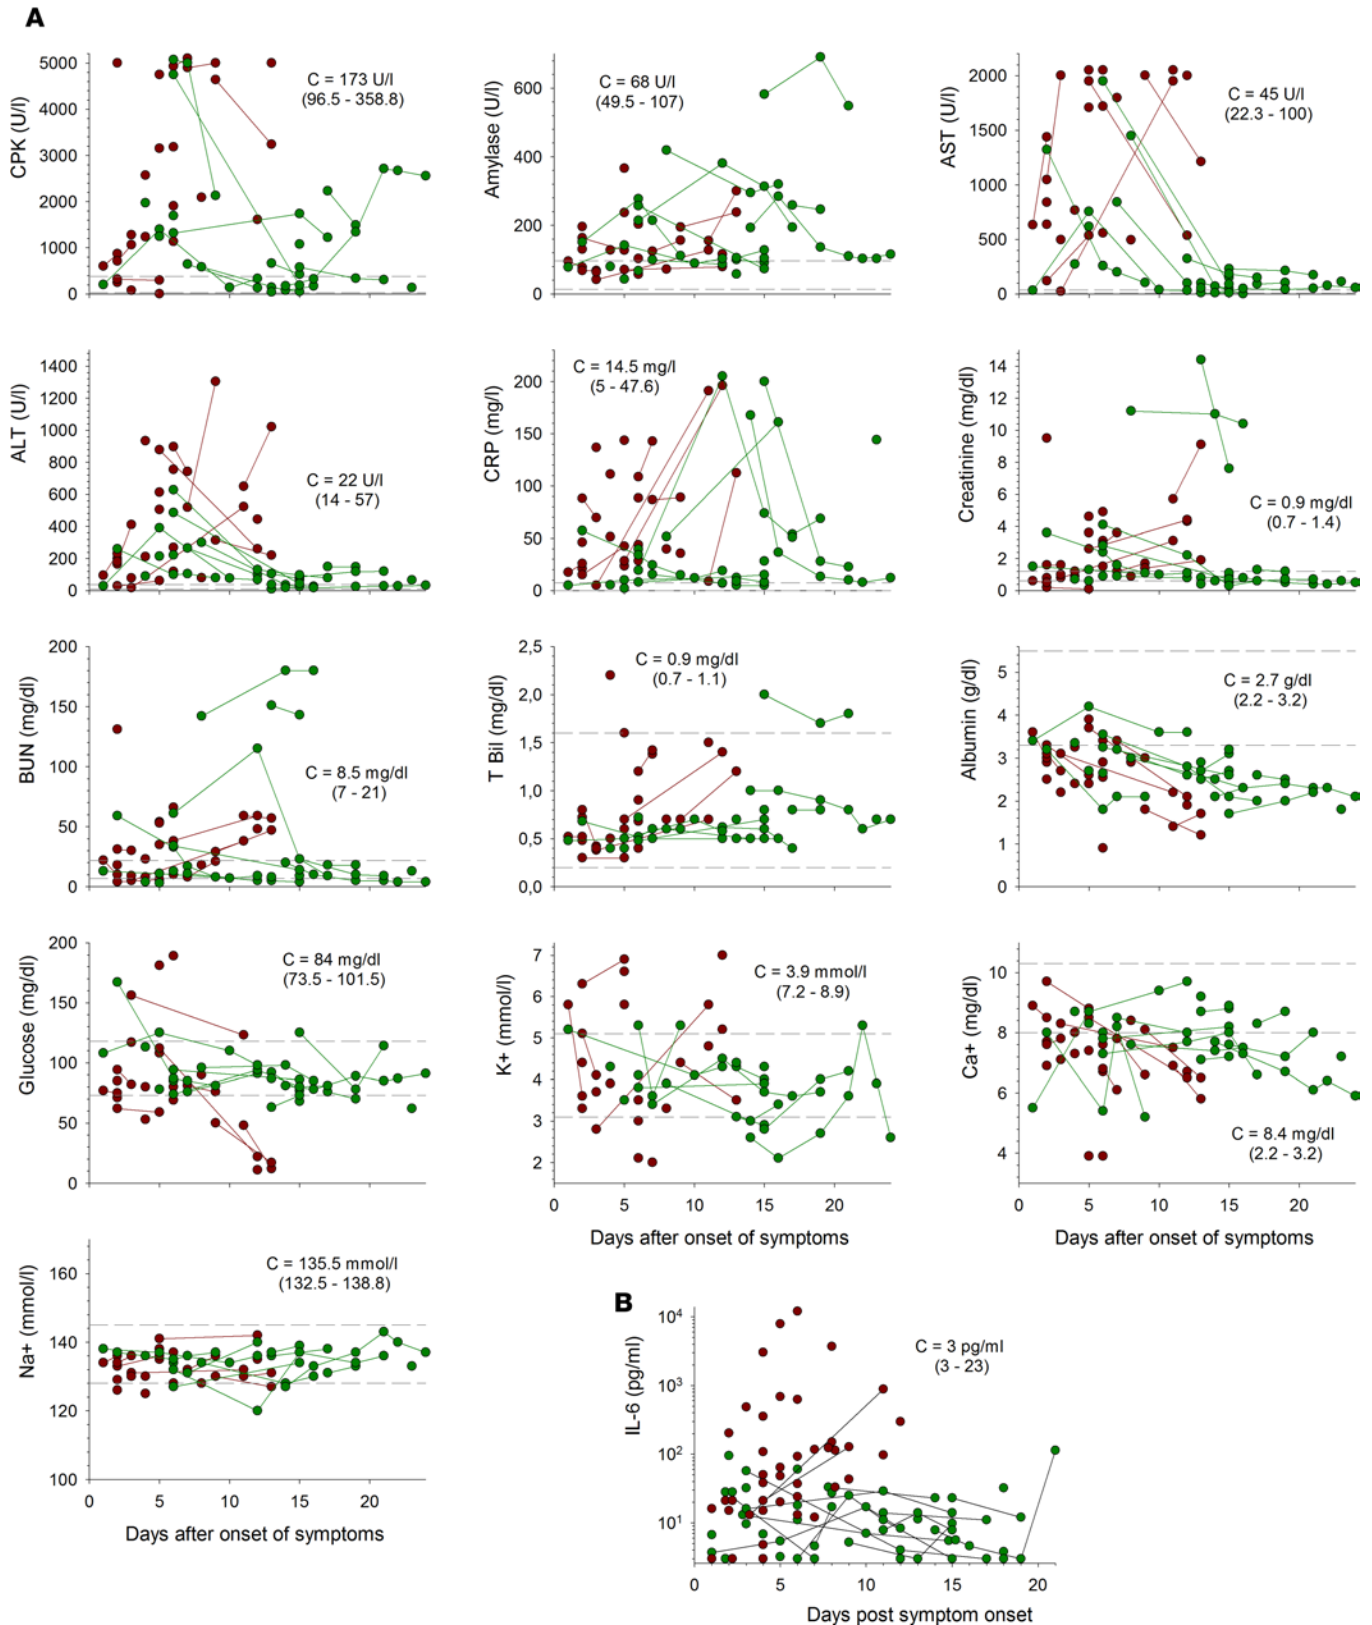 A
CPK (U/l)
5000
4000
3000
2000
1000
0
C = 173 U/l
(96.5 - 358.8)
Amylase (U/l)
600
400
200
0
C = 68 U/l
(49.5 - 107)
AST (U/l)
2000
1500
1000
500
0
C = 45 U/l
(22.3 - 100)
ALT (U/l)
1400
1200
1000
800
600
400
200
0
C = 22 U/l
(14 - 57)
CRP (mg/l)
200
150
100
50
0
C = 14.5 mg/l
(5 - 47.6)
Creatinine (mg/dl)
14
12
10
8
6
4
2
0
C = 0.9 mg/dl
(0.7 - 1.4)
BUN (mg/dl)
200
150
100
50
0
C = 8.5 mg/dl
(7 - 21)
T Bil (mg/dl)
2,5
2,0
1,5
1,0
0,5
0,0
C = 0.9 mg/dl
(0.7 - 1.1)
Albumin (g/dl)
5
4
3
2
1
0
C = 2.7 g/dl
(2.2 - 3.2)
Glucose (mg/dl)
200
150
100
50
0
C = 84 mg/dl
(73.5 - 101.5)
K+ (mmol/l)
7
6
5
4
3
2
C = 3.9 mmol/l
(7.2 - 8.9)
0 5 10 15 20
Days after onset of symptoms
Ca+ (mg/dl)
10
8
6
4
C = 8.4 mg/dl
(2.2 - 3.2)
0 5 10 15 20
Days after onset of symptoms
Na+ (mmol/l)
160
140
120
100
C = 135.5 mmol/l
(132.5 - 138.8)
0 5 10 15 20
Days after onset of symptoms
B
IL-6 (pg/ml)
10⁴
10³
10²
10¹
C = 3 pg/ml
(3 - 23)
0 5 10 15 20
Days post symptom onset